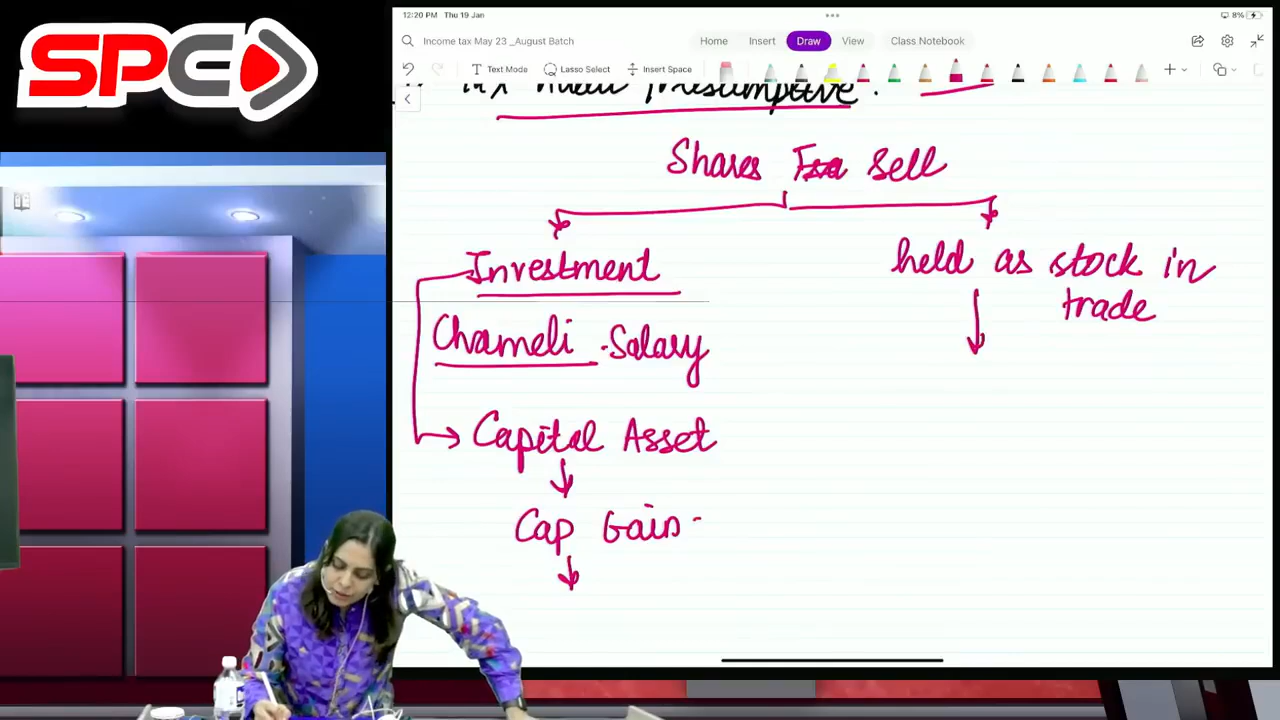 SPC
12:20 PM Thu 19 Jan
8%
Income tax May 23 _August Batch
Home Insert Draw View Class Notebook
Text Mode Lasso Select Insert Space
Presumptive.
Shares sell
Investment
held as stock in
trade
Chameli - Salary
Capital Asset
Cap Gain -